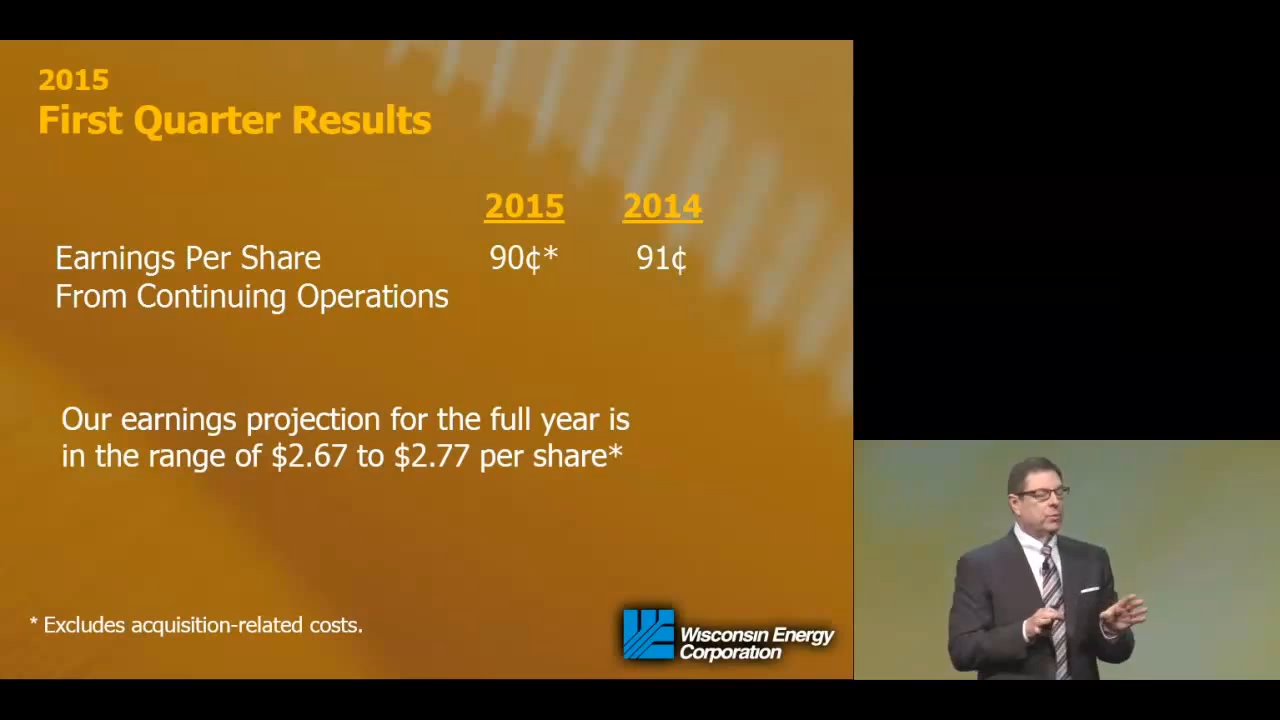 2015
First Quarter Results
2015 2014
Earnings Per Share 90¢* 91¢
From Continuing Operations
Our earnings projection for the full year is
in the range of $2.67 to $2.77 per share*
* Excludes acquisition-related costs.
Wisconsin Energy
Corporation